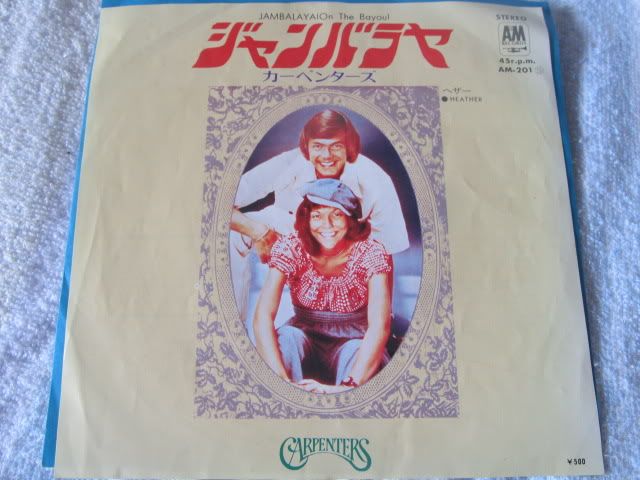 JAMBALAYA(On The Bayou)
ジャンバラヤ
カーペンターズ
STEREO
AM
45r.p.m.
AM-201
ヘザー
●HEATHER
CARPENTERS
¥500